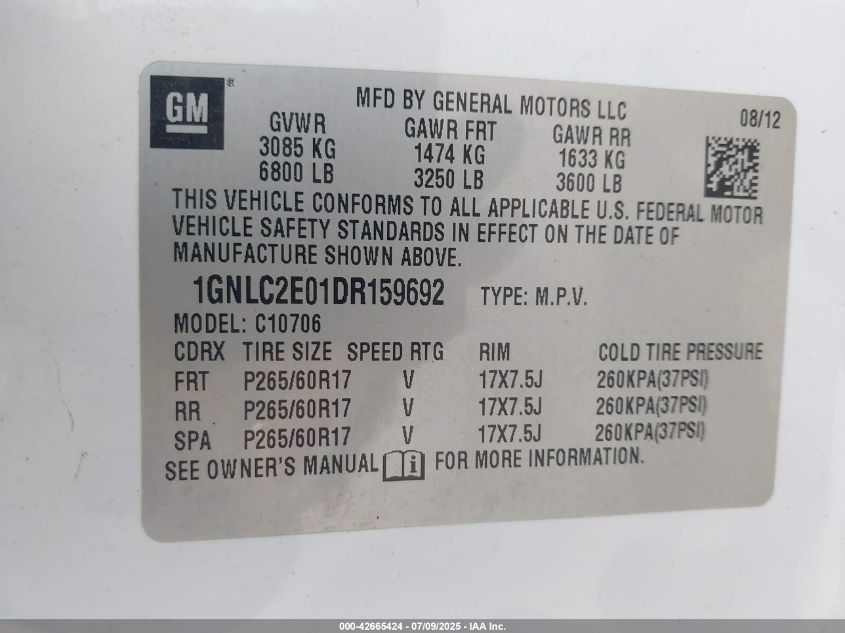 GM ®
MFD BY GENERAL MOTORS LLC
08/12
GVWR GAWR FRT GAWR RR
3085 KG 1474 KG 1633 KG
6800 LB 3250 LB 3600 LB
THIS VEHICLE CONFORMS TO ALL APPLICABLE U.S. FEDERAL MOTOR
VEHICLE SAFETY STANDARDS IN EFFECT ON THE DATE OF
MANUFACTURE SHOWN ABOVE.
1GNLC2E01DR159692 TYPE: M.P.V.
MODEL: C10706
CDRX TIRE SIZE SPEED RTG RIM COLD TIRE PRESSURE
FRT P265/60R17 V 17X7.5J 260KPA(37PSI)
RR P265/60R17 V 17X7.5J 260KPA(37PSI)
SPA P265/60R17 V 17X7.5J 260KPA(37PSI)
SEE OWNER'S MANUAL i FOR MORE INFORMATION.
000-42665424 - 07/09/2025 - IAA Inc.